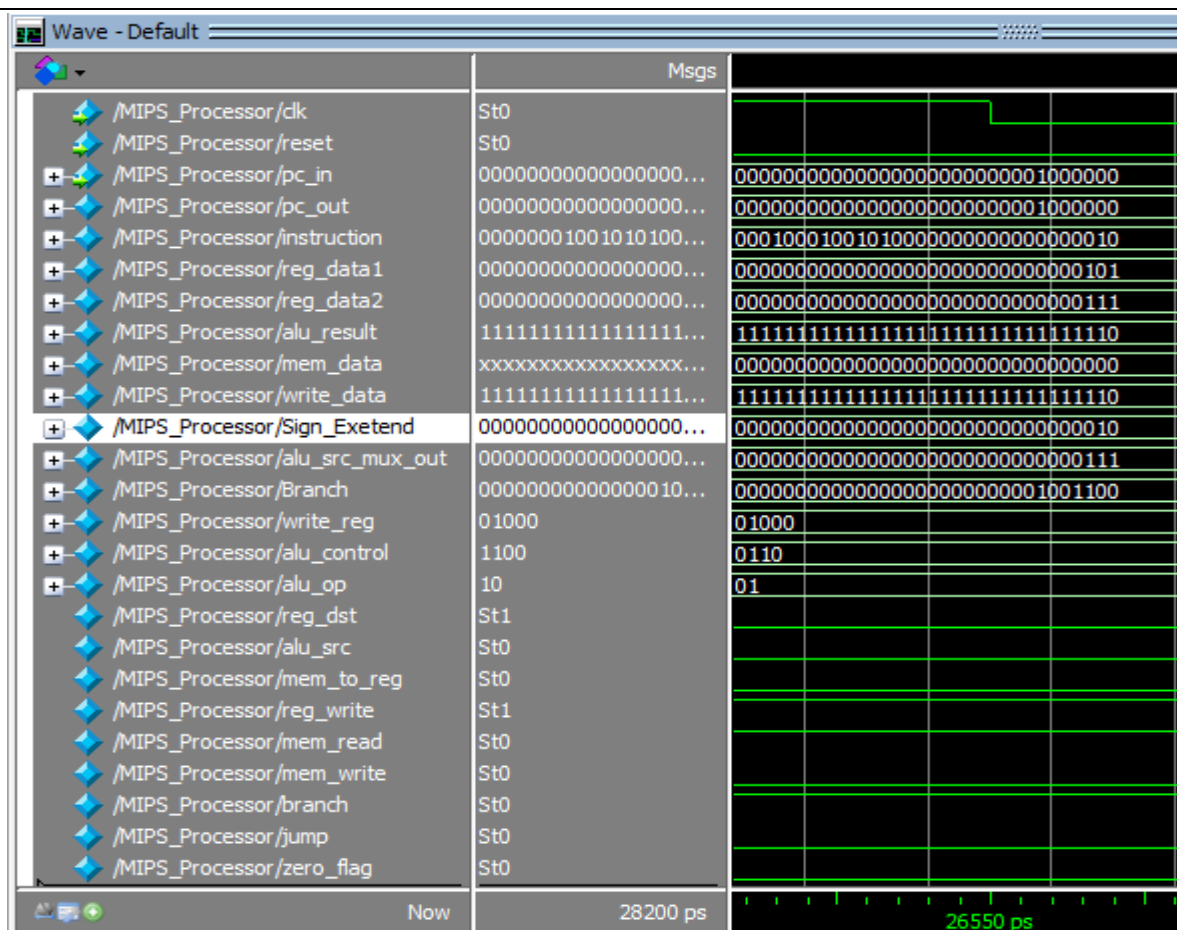 Wave - Default
Msgs
/MIPS_Processor/clk St0
/MIPS_Processor/reset St0
/MIPS_Processor/pc_in 00000000000000000... 00000000000000000000000001000000
/MIPS_Processor/pc_out 00000000000000000... 00000000000000000000000001000000
/MIPS_Processor/instruction 00000001001010100... 00010001001010000000000000000010
/MIPS_Processor/reg_data1 00000000000000000... 00000000000000000000000000000101
/MIPS_Processor/reg_data2 00000000000000000... 00000000000000000000000000000111
/MIPS_Processor/alu_result 11111111111111111... 11111111111111111111111111111110
/MIPS_Processor/mem_data xxxxxxxxxxxxxxxxx... 00000000000000000000000000000000
/MIPS_Processor/write_data 11111111111111111... 11111111111111111111111111111110
/MIPS_Processor/Sign_Exetend 00000000000000000... 00000000000000000000000000000010
/MIPS_Processor/alu_src_mux_out 00000000000000000... 00000000000000000000000000000111
/MIPS_Processor/Branch 00000000000000010... 00000000000000000000000001001100
/MIPS_Processor/write_reg 01000 01000
/MIPS_Processor/alu_control 1100 0110
/MIPS_Processor/alu_op 10 01
/MIPS_Processor/reg_dst St1
/MIPS_Processor/alu_src St0
/MIPS_Processor/mem_to_reg St0
/MIPS_Processor/reg_write St1
/MIPS_Processor/mem_read St0
/MIPS_Processor/mem_write St0
/MIPS_Processor/branch St0
/MIPS_Processor/jump St0
/MIPS_Processor/zero_flag St0
Now 28200 ps 26550 ps